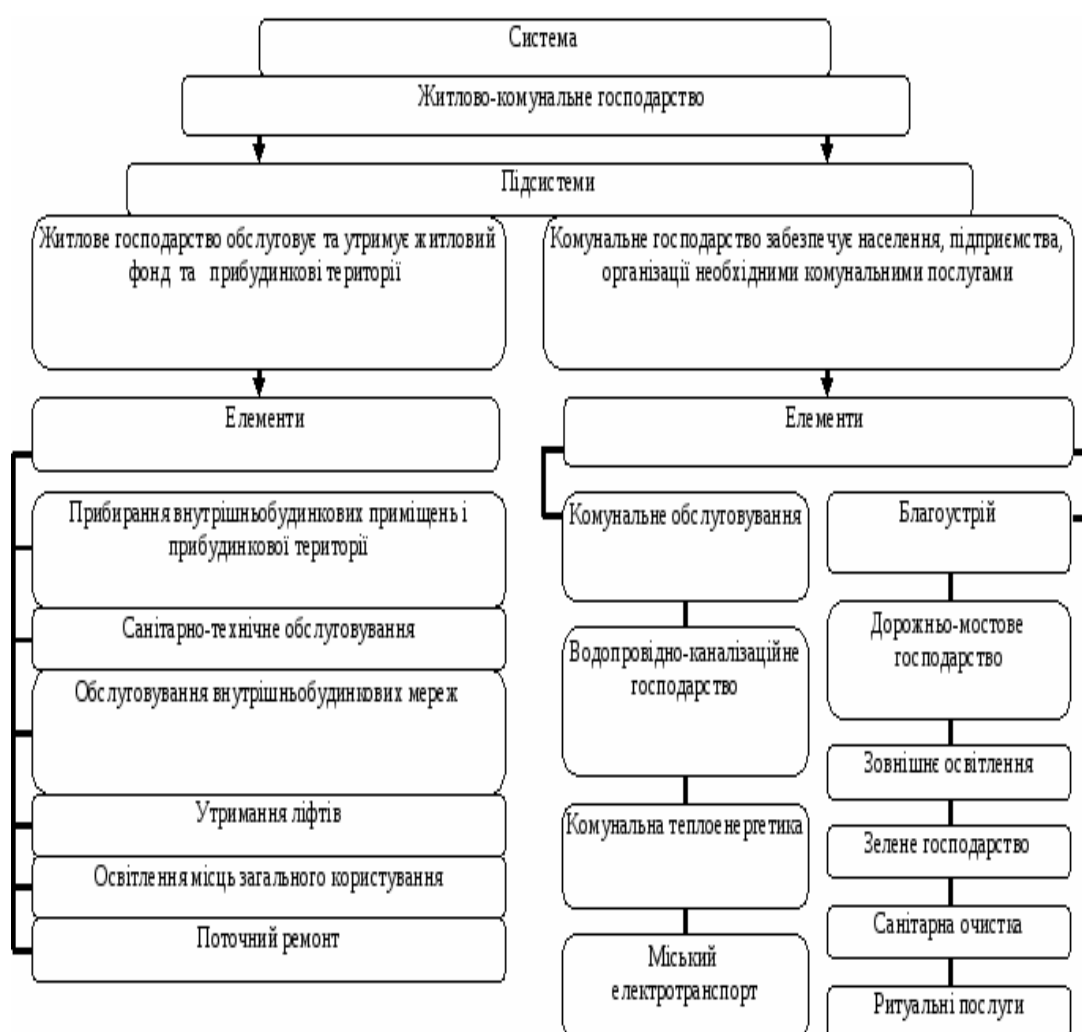 Система
Житлово-комунальне господарство
Підсистеми
Житлове господарство обслуговує та утримує житловий
фонд та прибудинкові території
Комунальне господарство забезпечує населення, підприємства,
організації необхідними комунальними послугами
Елементи
Прибирання внутрішньобудинкових приміщень і
прибудинкової території
Санітарно-технічне обслуговування
Обслуговування внутрішньобудинкових мереж
Утримання ліфтів
Освітлення місць загального користування
Поточний ремонт
Елементи
Комунальне обслуговування
Водопровідно-каналізаційне
господарство
Комунальна теплоенергетика
Міський
електротранспорт
Благоустрій
Дорожньо-мостове
господарство
Зовнішнє освітлення
Зелене господарство
Санітарна очистка
Ритуальні послуги